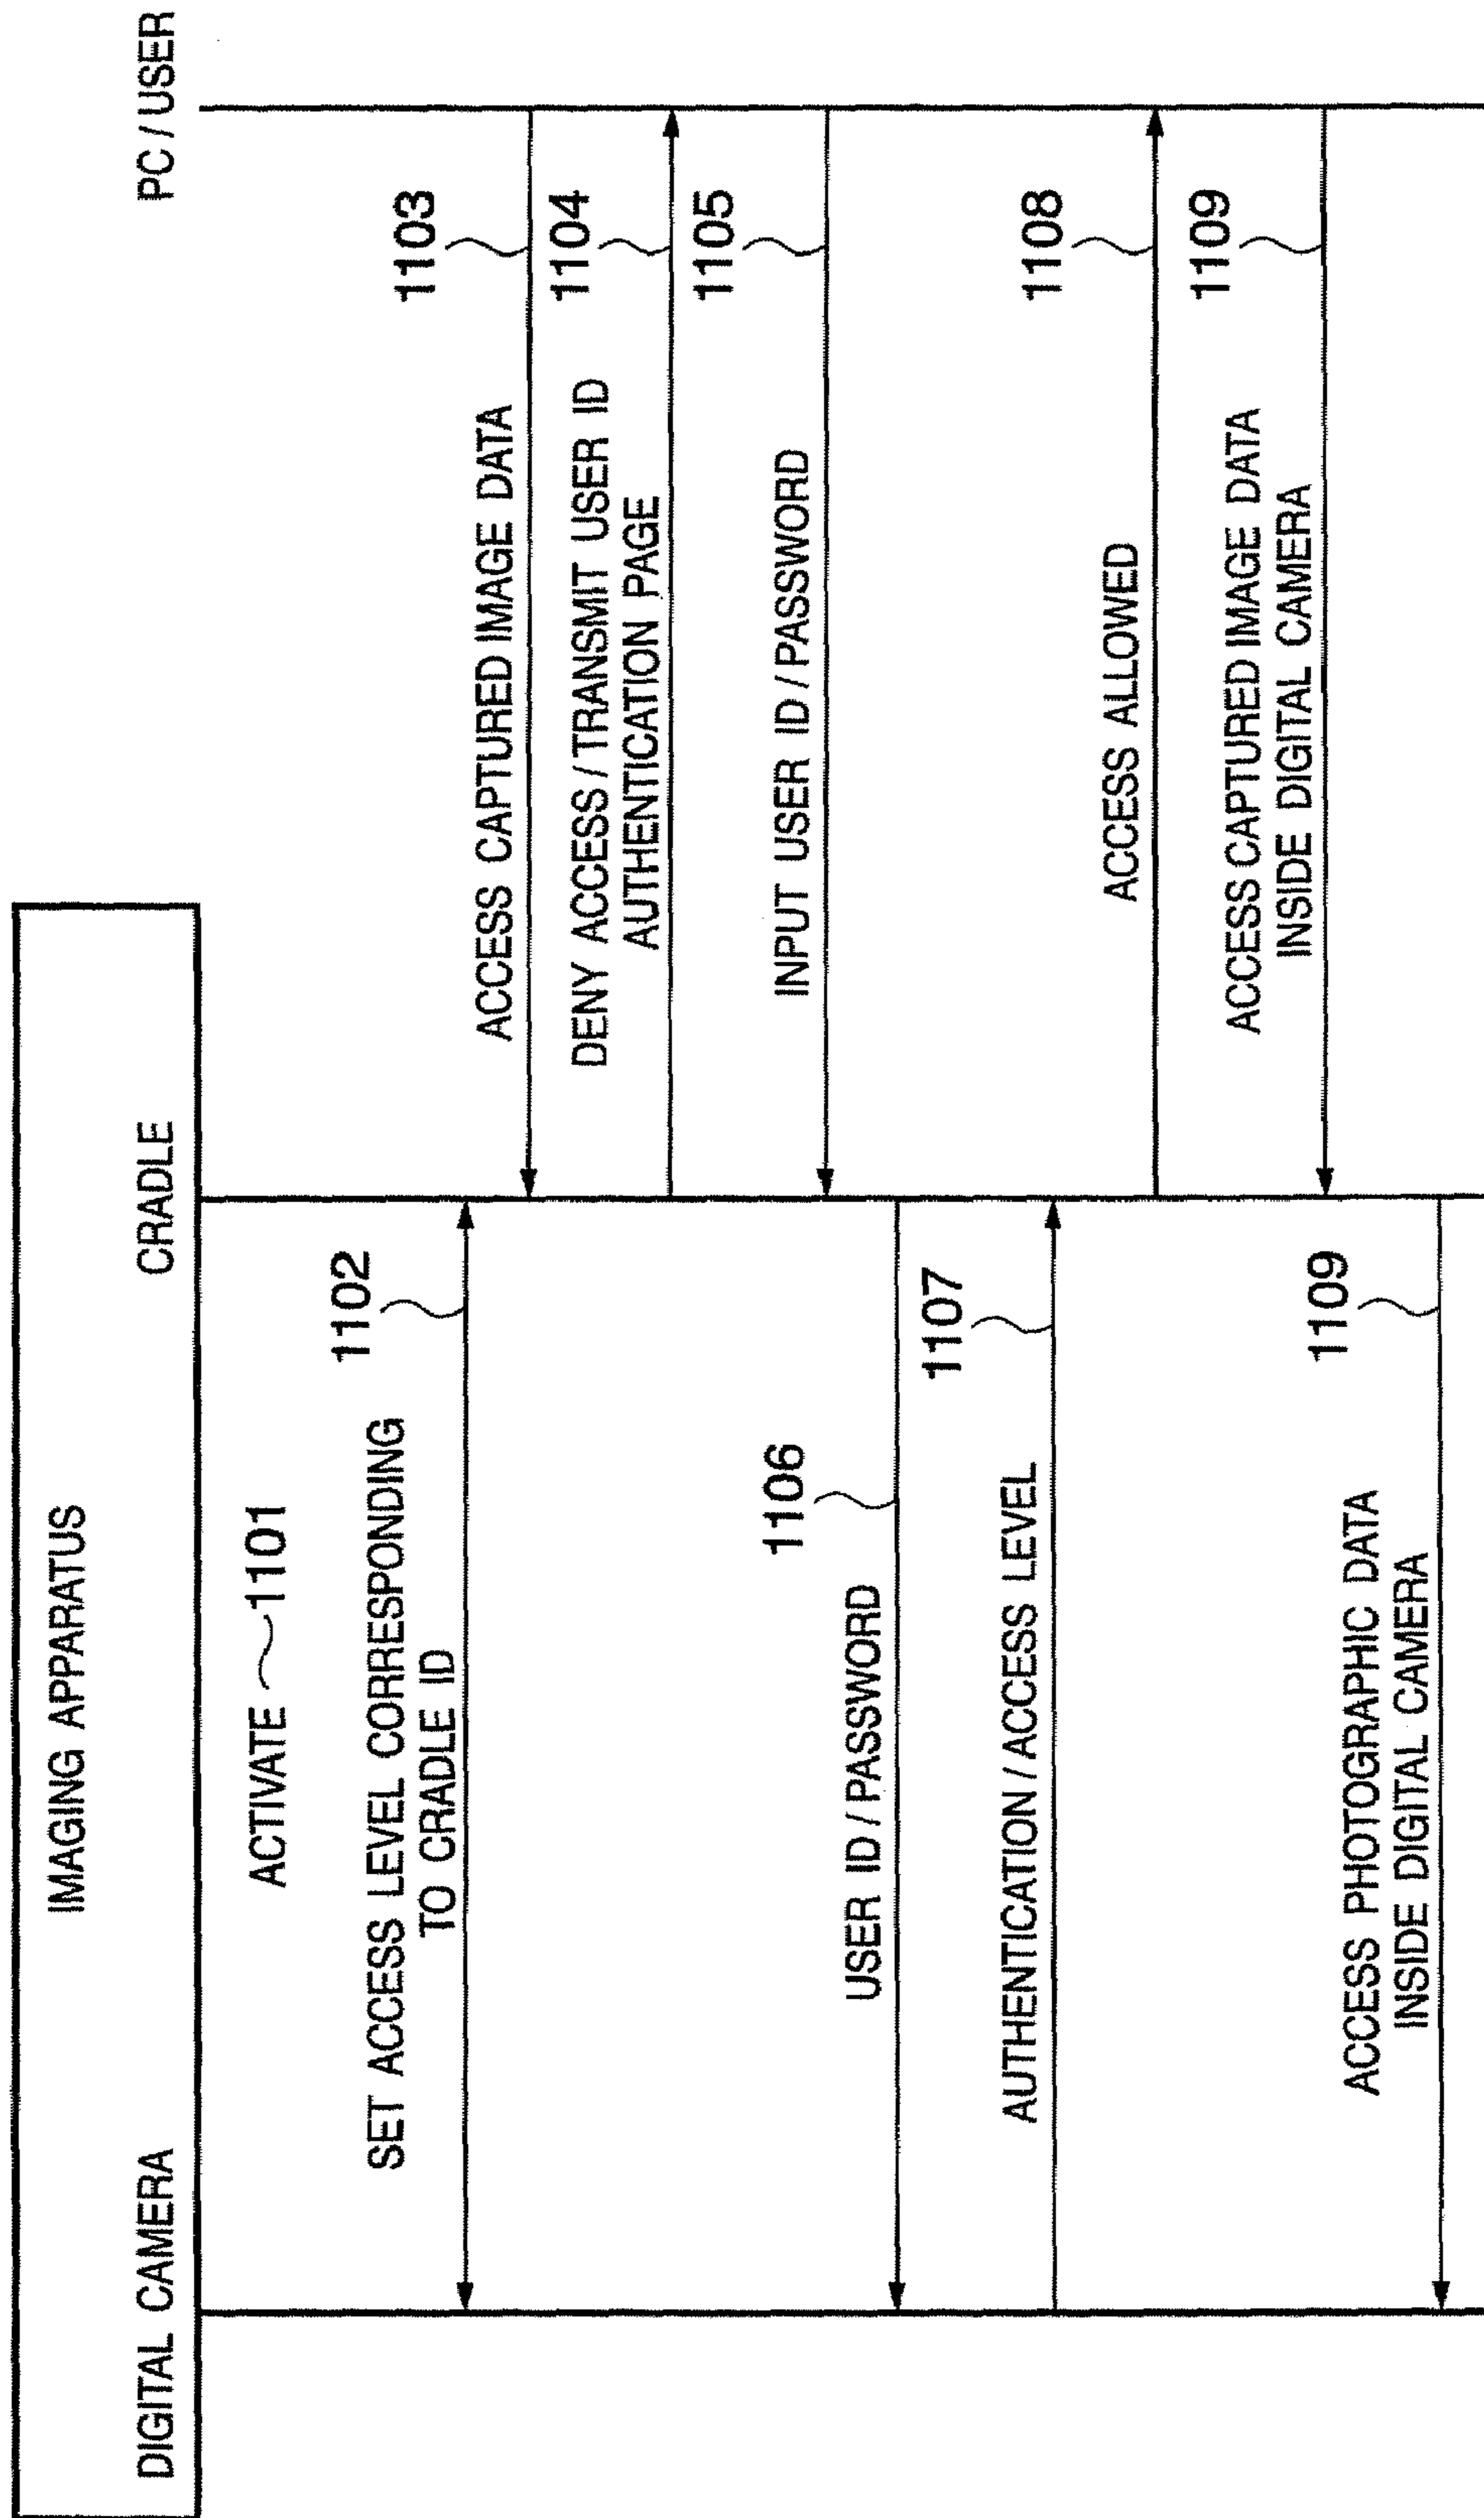 IMAGING APPARATUS
DIGITAL CAMERA
CRADLE
PC / USER
ACTIVATE
1101
SET ACCESS LEVEL CORRESPONDING
TO CRADLE ID
1102
ACCESS CAPTURED IMAGE DATA
1103
DENY ACCESS / TRANSMIT USER ID
AUTHENTICATION PAGE
1104
INPUT USER ID / PASSWORD
1105
USER ID / PASSWORD
1106
AUTHENTICATION / ACCESS LEVEL
1107
ACCESS ALLOWED
1108
ACCESS CAPTURED IMAGE DATA
INSIDE DIGITAL CAMERA
1109
ACCESS PHOTOGRAPHIC DATA
INSIDE DIGITAL CAMERA
1109